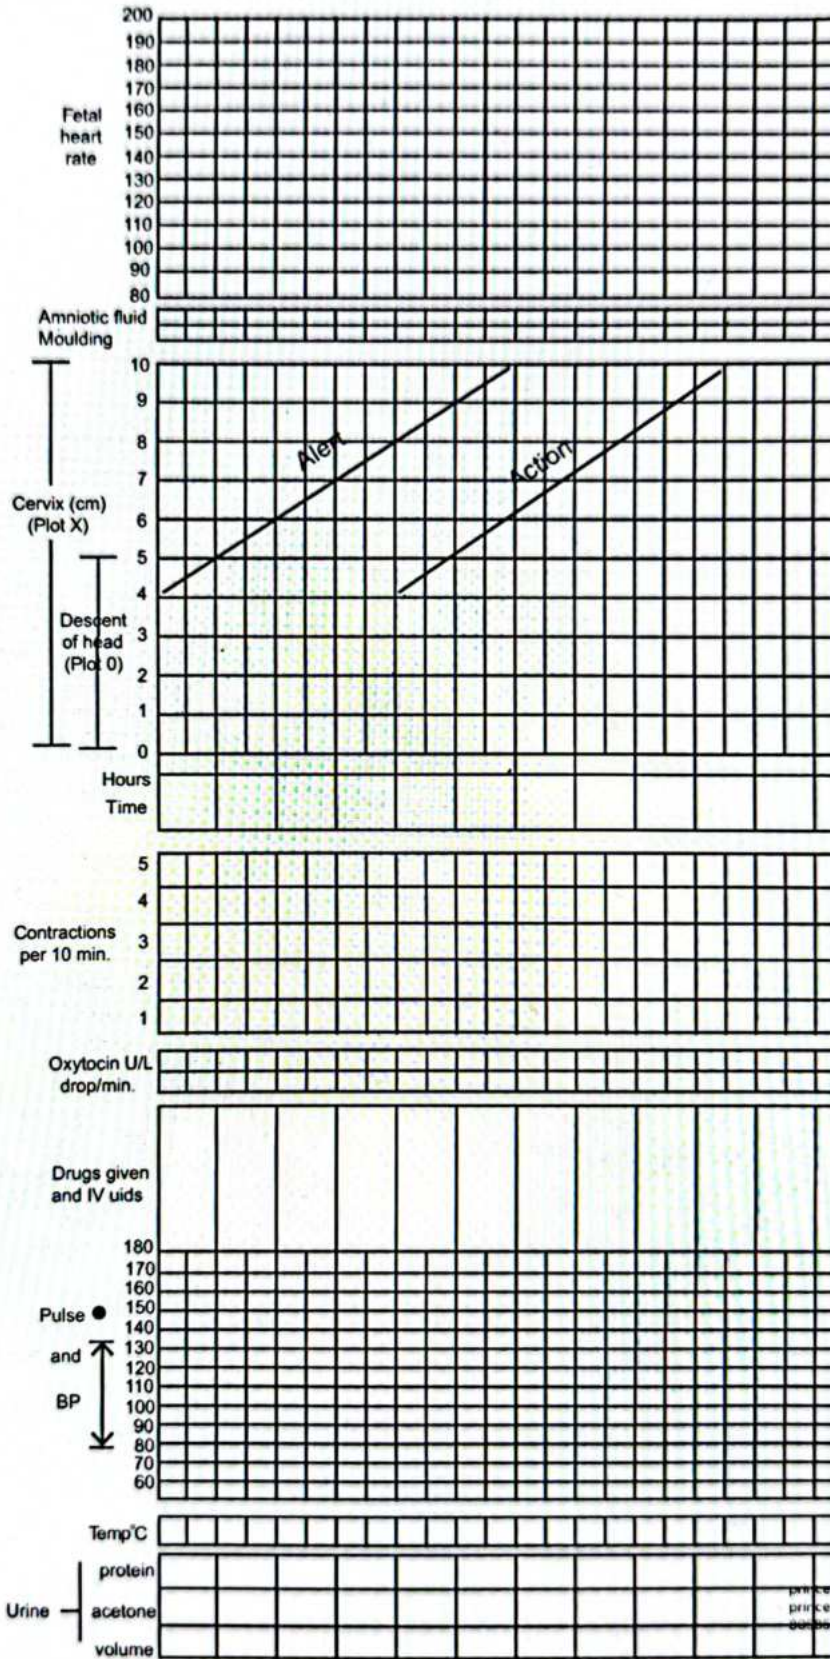 200
190
180
170
160
Fetal
heart
rate
150
140
130
120
110
100
90
80
Amniotic fluid
Moulding
10
9
8
Alert
7
Action
Cervix (cm)
(Plot X)
6
5
4
Descent
of head
(Plot 0)
3
2
1
0
Hours
Time
5
4
Contractions
per 10 min.
3
2
1
Oxytocin U/L
drop/min.
Drugs given
and IV uids
180
170
160
Pulse
150
140
and
130
120
110
BP
100
90
80
70
60
Temp°C
protein
Urine
acetone
prince
volume